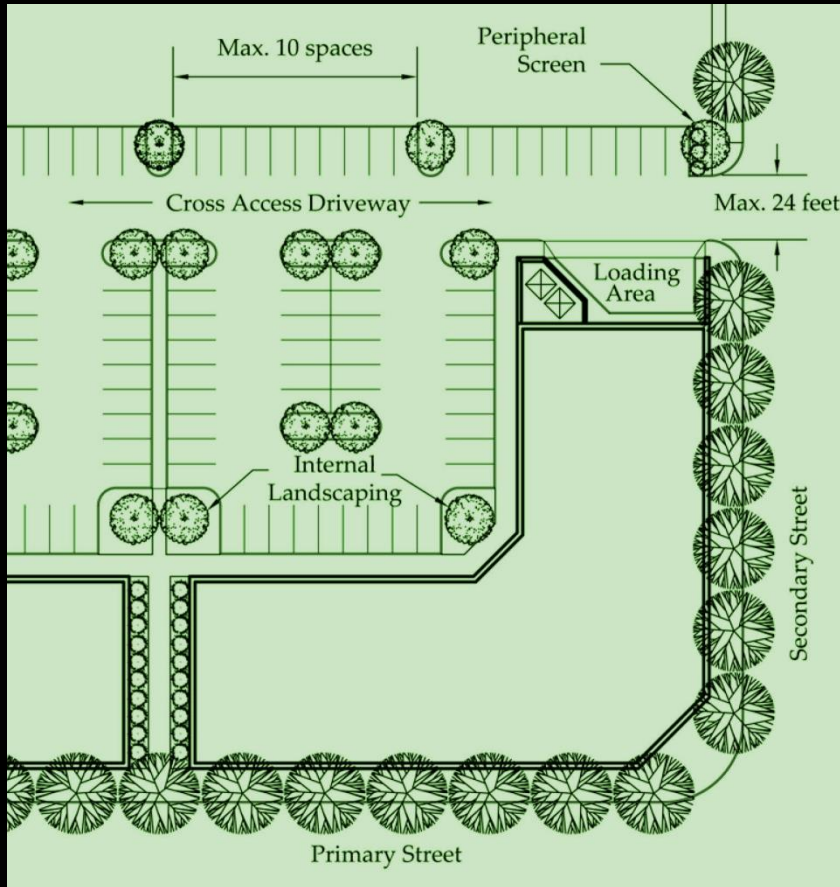 Max. 10 spaces
Peripheral
Screen
Cross Access Driveway
Max. 24 feet
Loading
Area
Internal
Landscaping
Secondary Street
Primary Street